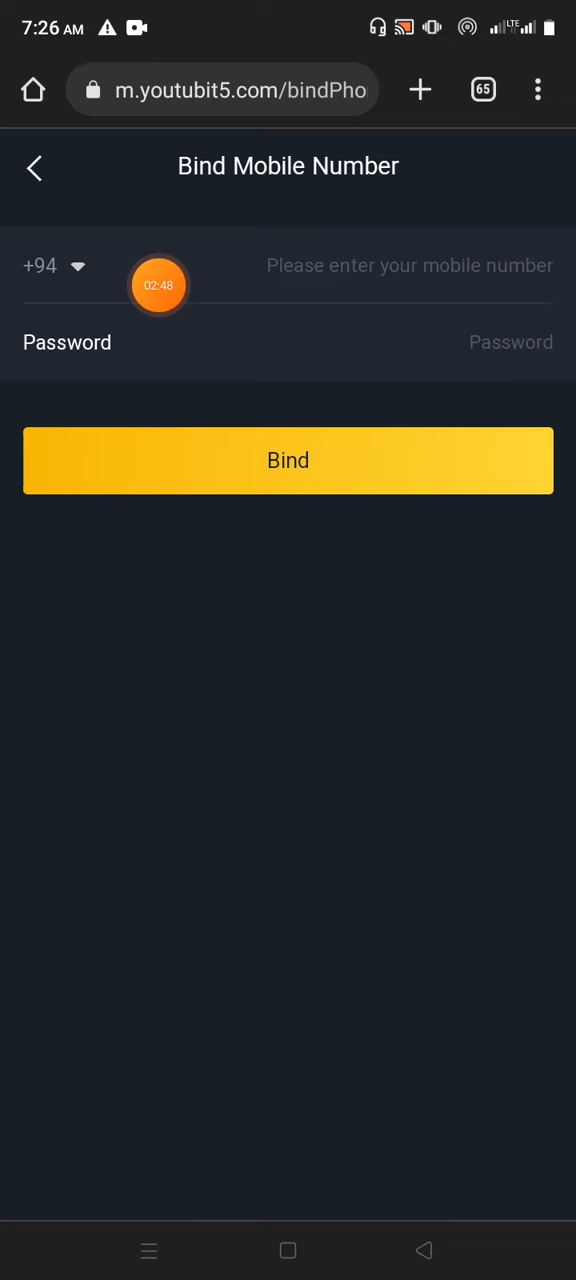 7:26 AM LTE
m.youtubit5.com/bindPho 65
Bind Mobile Number
+94 Please enter your mobile number
02:48
Password Password
Bind